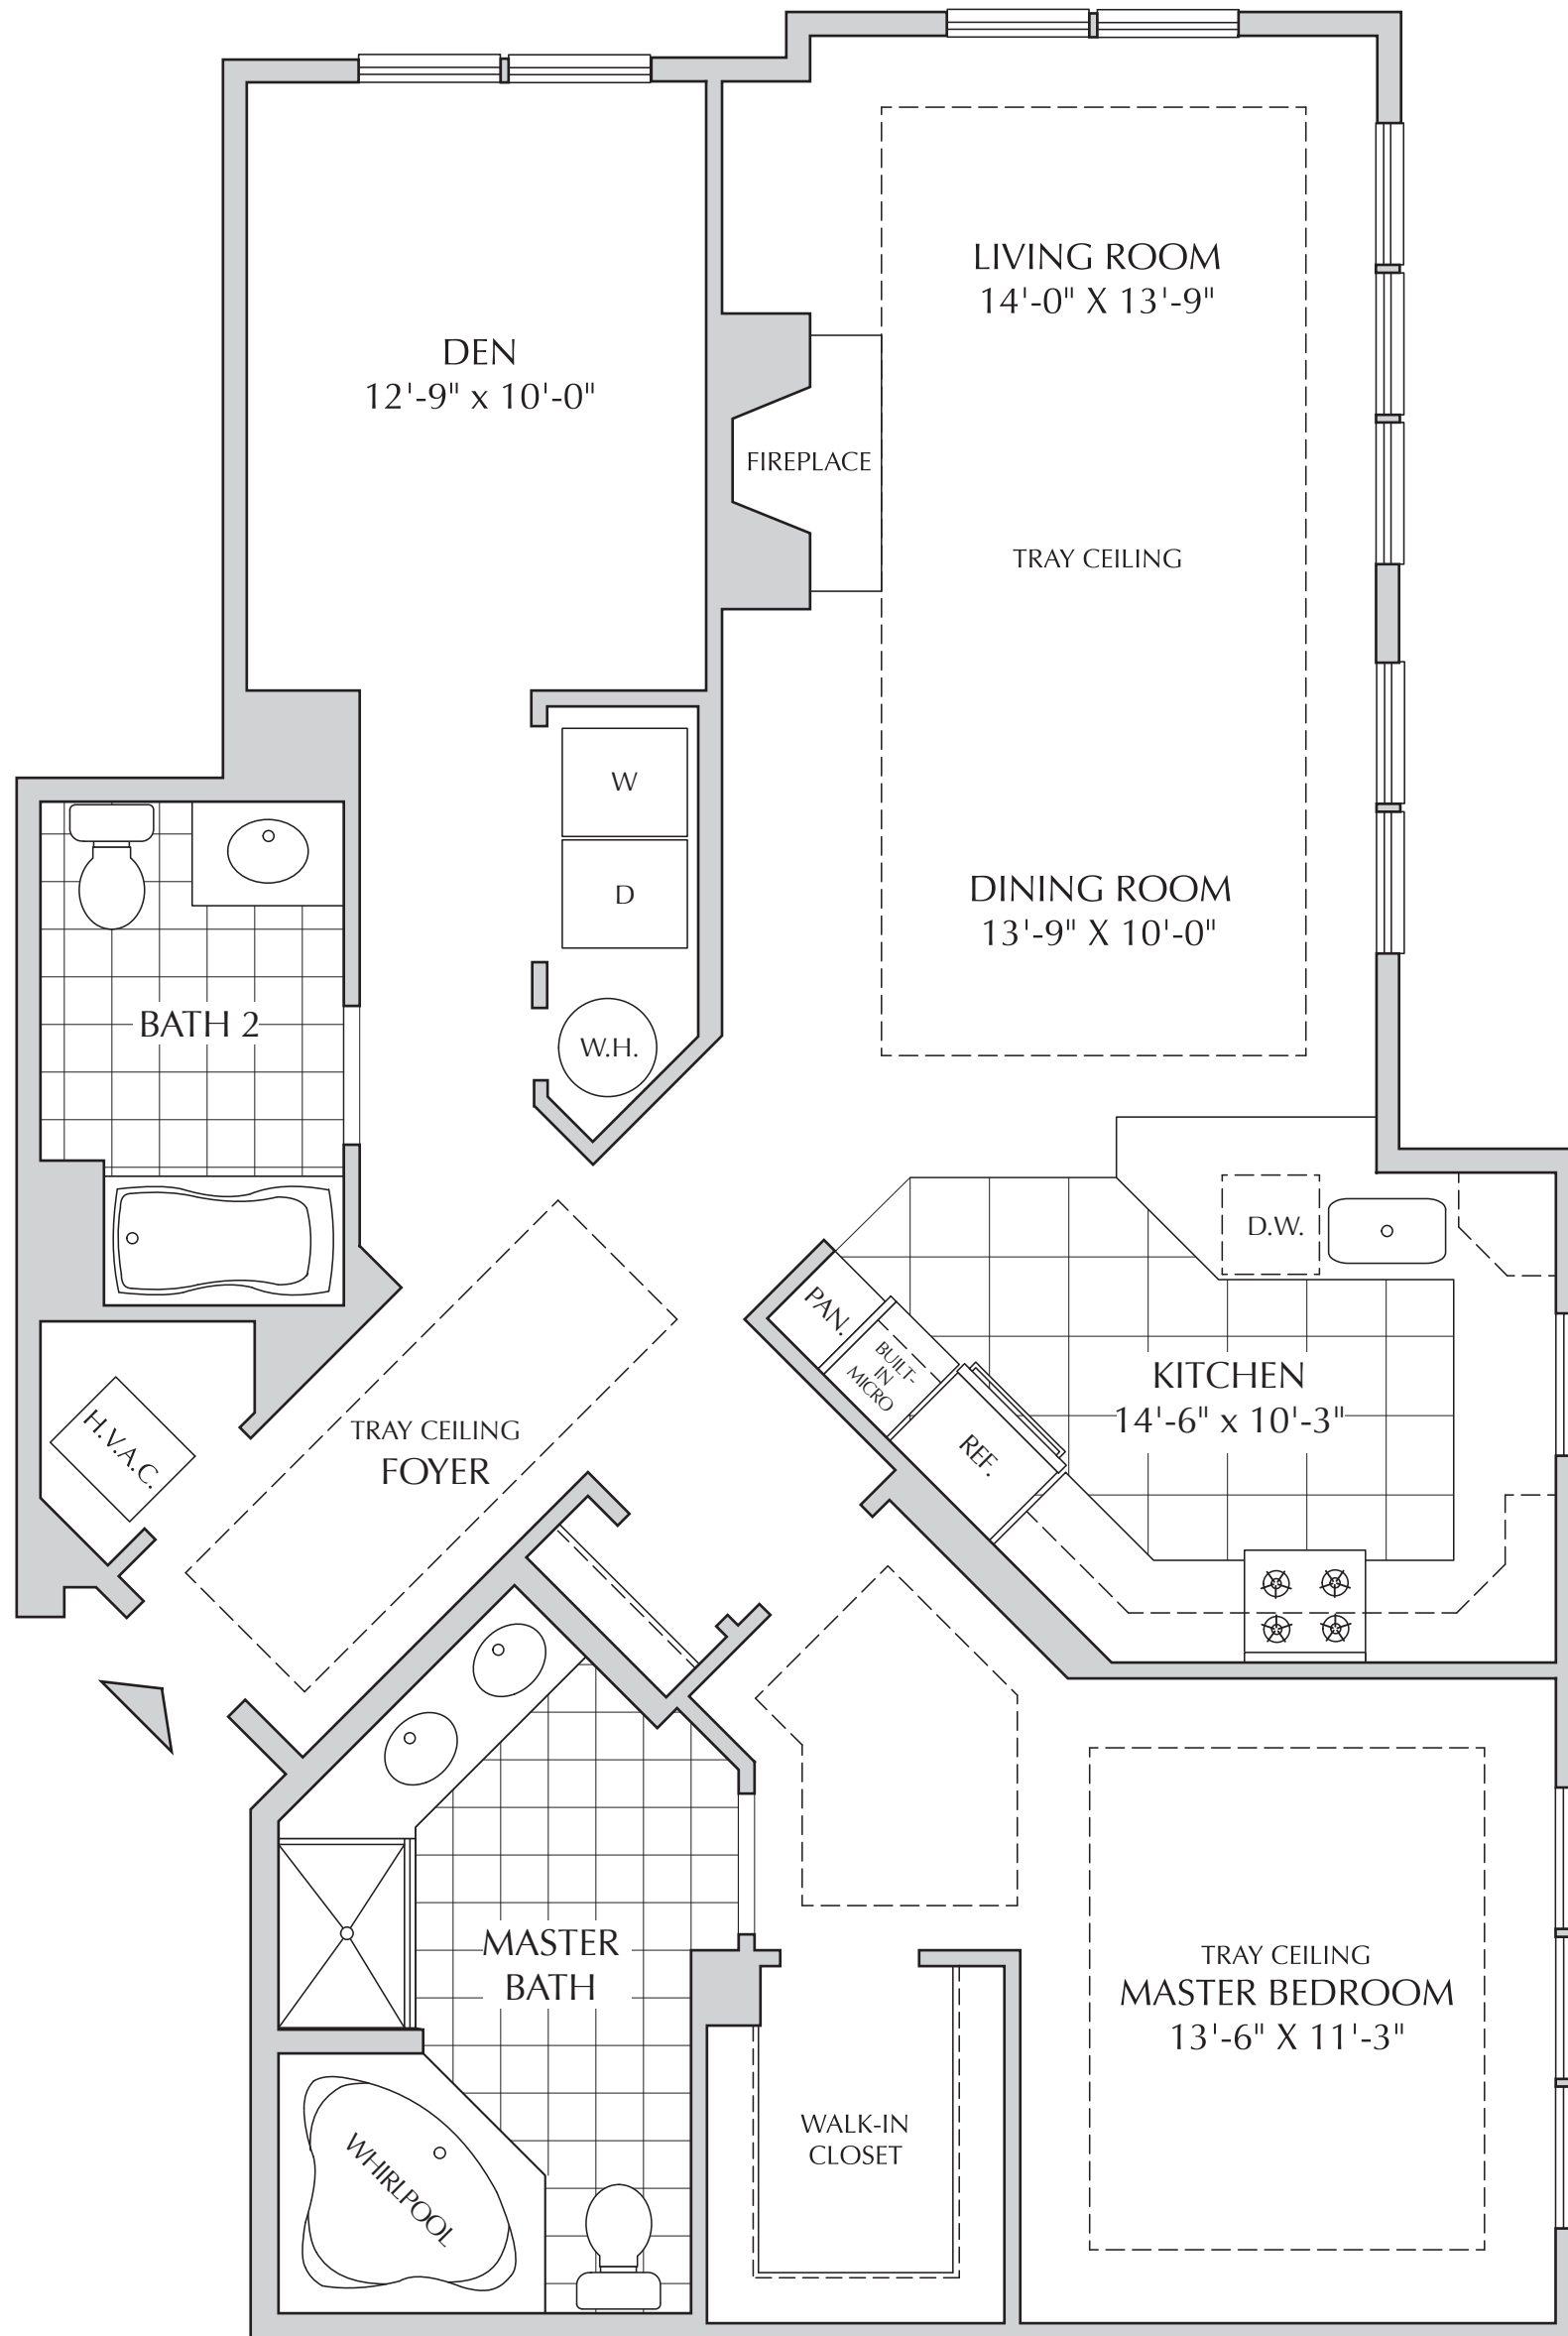 LIVING ROOM
14'-0" X 13'-9"
DEN
12'-9" x 10'-0"
FIREPLACE
TRAY CEILING
W
D
DINING ROOM
13'-9" X 10'-0"
BATH 2
W.H.
D.W.
PAN.
BUILT-
IN
MICRO
REF.
KITCHEN
14'-6" x 10'-3"
H.V.A.C.
TRAY CEILING
FOYER
MASTER
BATH
TRAY CEILING
MASTER BEDROOM
13'-6" X 11'-3"
WALK-IN
CLOSET
WHIRLPOOL